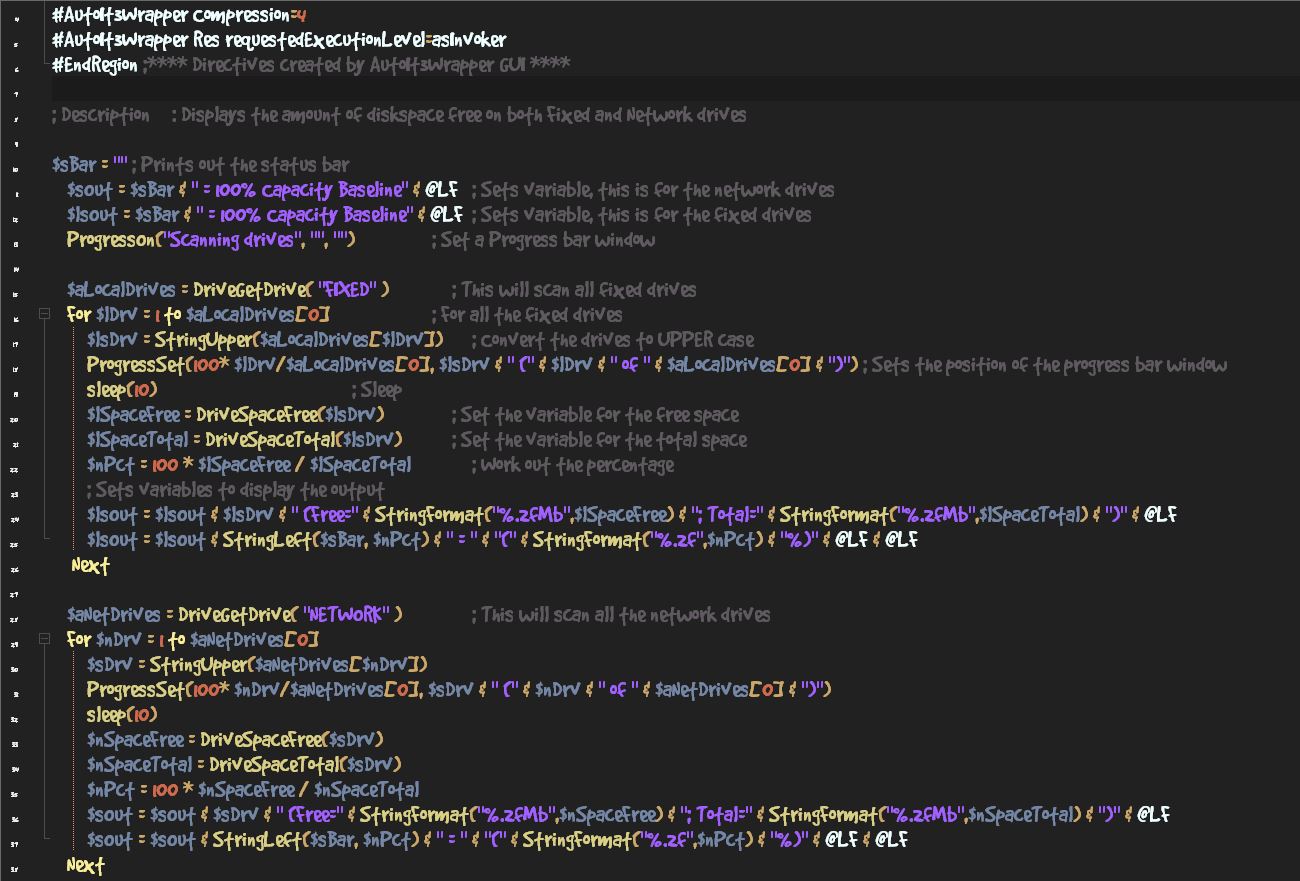 4 #AutoIt3Wrapper compression=4
5 #AutoIt3Wrapper Res requestedExecutionLevel=asInvoker
6 #EndRegion ;**** Directives created by AutoIt3Wrapper GUI ****
7
8 ; Description : Displays the amount of diskspace free on both Fixed and Network drives
9
10 $sBar = "" ; Prints out the status bar
11 $sout = $sBar & " = 100% Capacity Baseline" & @LF ; Sets variable, this is for the network drives
12 $lsout = $sBar & " = 100% Capacity Baseline" & @LF ; Sets variable, this is for the fixed drives
13 ProgressOn("Scanning drives", "", "") ; Set a Progress bar window
14
15 $aLocalDrives = DriveGetDrive( "FIXED" ) ; This will scan all fixed drives
16 For $lDrv = 1 to $aLocalDrives[0] ; For all the fixed drives
17 $lsDrv = StringUpper($aLocalDrives[$lDrv]) ; convert the drives to UPPER case
18 ProgressSet(100* $lDrv/$aLocalDrives[0], $lsDrv & " (" & $lDrv & " of " & $aLocalDrives[0] & ")") ; Sets the position of the progress bar window
19 sleep(10) ; Sleep
20 $lSpaceFree = DriveSpaceFree($lsDrv) ; Set the variable for the free space
21 $lSpaceTotal = DriveSpaceTotal($lsDrv) ; Set the variable for the total space
22 $nPct = 100 * $lSpaceFree / $lSpaceTotal ; Work out the percentage
23 ; Sets variables to display the output
24 $lsout = $lsout & $lsDrv & " (Free=" & StringFormat("%.2fMb",$lSpaceFree) & "; Total=" & StringFormat("%.2fMb",$lSpaceTotal) & ")" & @LF
25 $lsout = $lsout & StringLeft($sBar, $nPct) & " = " & "(" & StringFormat("%.2f",$nPct) & "%)" & @LF & @LF
26 Next
27
28 $aNetDrives = DriveGetDrive( "NETWORK" ) ; This will scan all the network drives
29 For $nDrv = 1 to $aNetDrives[0]
30 $sDrv = StringUpper($aNetDrives[$nDrv])
31 ProgressSet(100* $nDrv/$aNetDrives[0], $sDrv & " (" & $nDrv & " of " & $aNetDrives[0] & ")")
32 sleep(10)
33 $nSpaceFree = DriveSpaceFree($sDrv)
34 $nSpaceTotal = DriveSpaceTotal($sDrv)
35 $nPct = 100 * $nSpaceFree / $nSpaceTotal
36 $sout = $sout & $sDrv & " (Free=" & StringFormat("%.2fMb",$nSpaceFree) & "; Total=" & StringFormat("%.2fMb",$nSpaceTotal) & ")" & @LF
37 $sout = $sout & StringLeft($sBar, $nPct) & " = " & "(" & StringFormat("%.2f",$nPct) & "%)" & @LF & @LF
38 Next